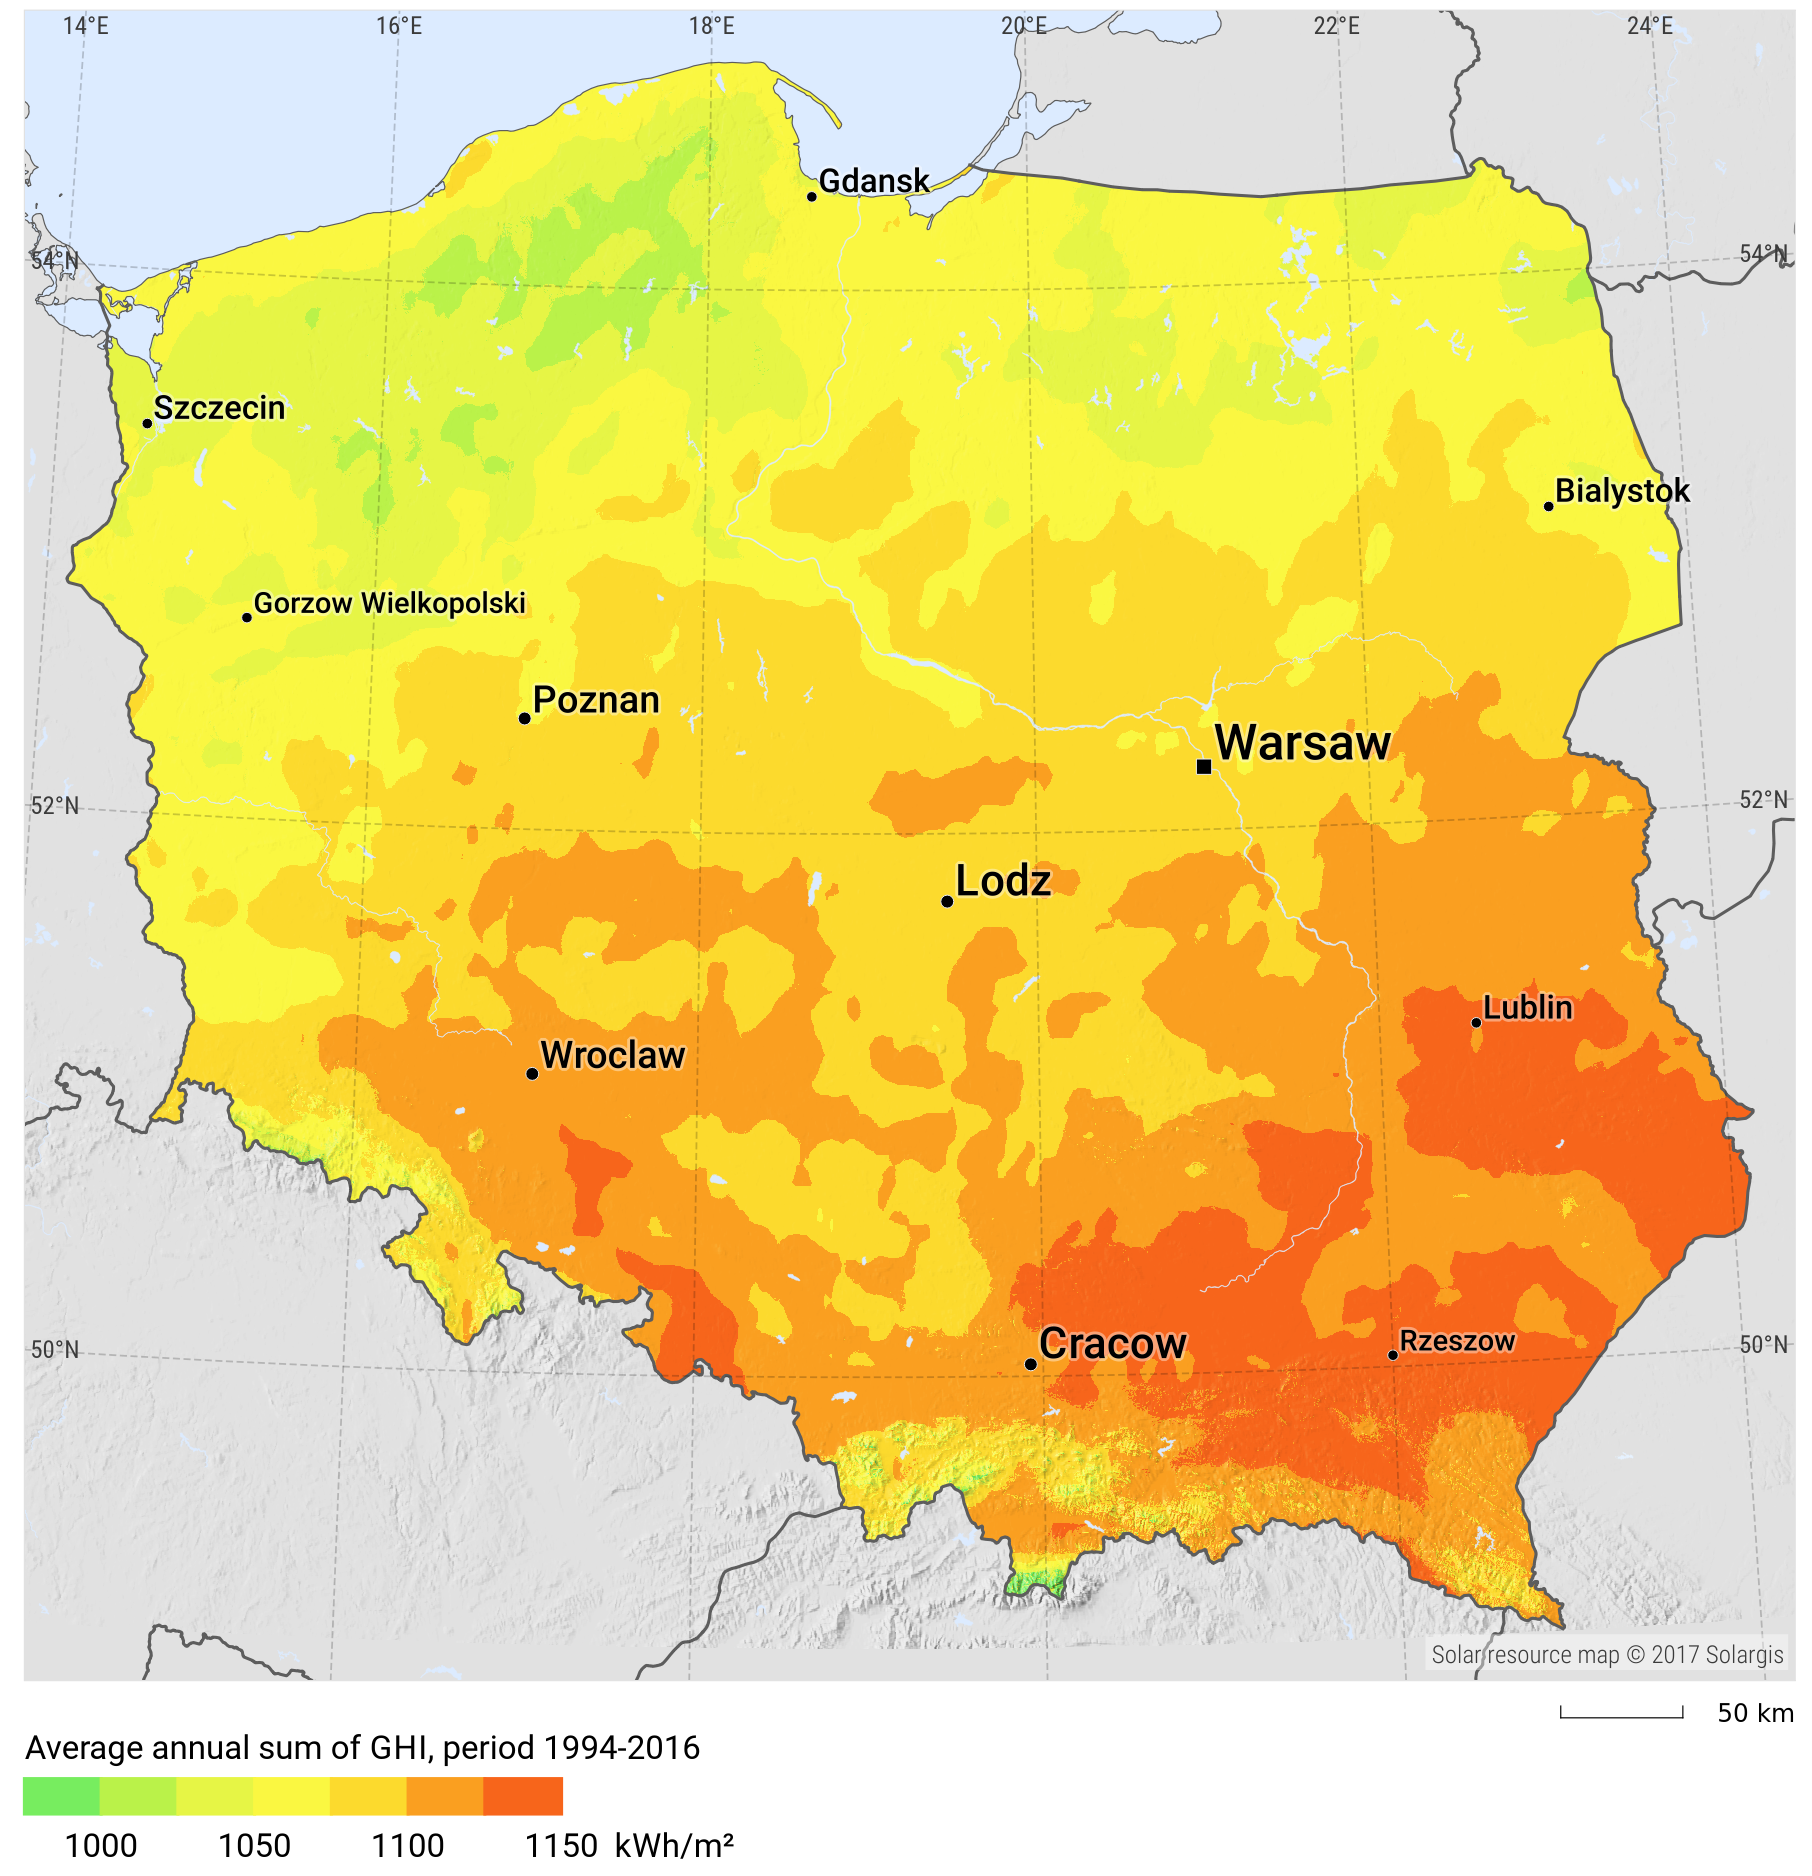 14°E 16°E 18°E 20°E 22°E 24°E
Gdansk
54°N 54°N
Szczecin
Bialystok
Gorzow Wielkopolski
Poznan
Warsaw
52°N 52°N
Lodz
Lublin
Wroclaw
50°N 50°N
Cracow
Rzeszow
Solar resource map © 2017 Solargis
50 km
Average annual sum of GHI, period 1994-2016
1000 1050 1100 1150 kWh/m²